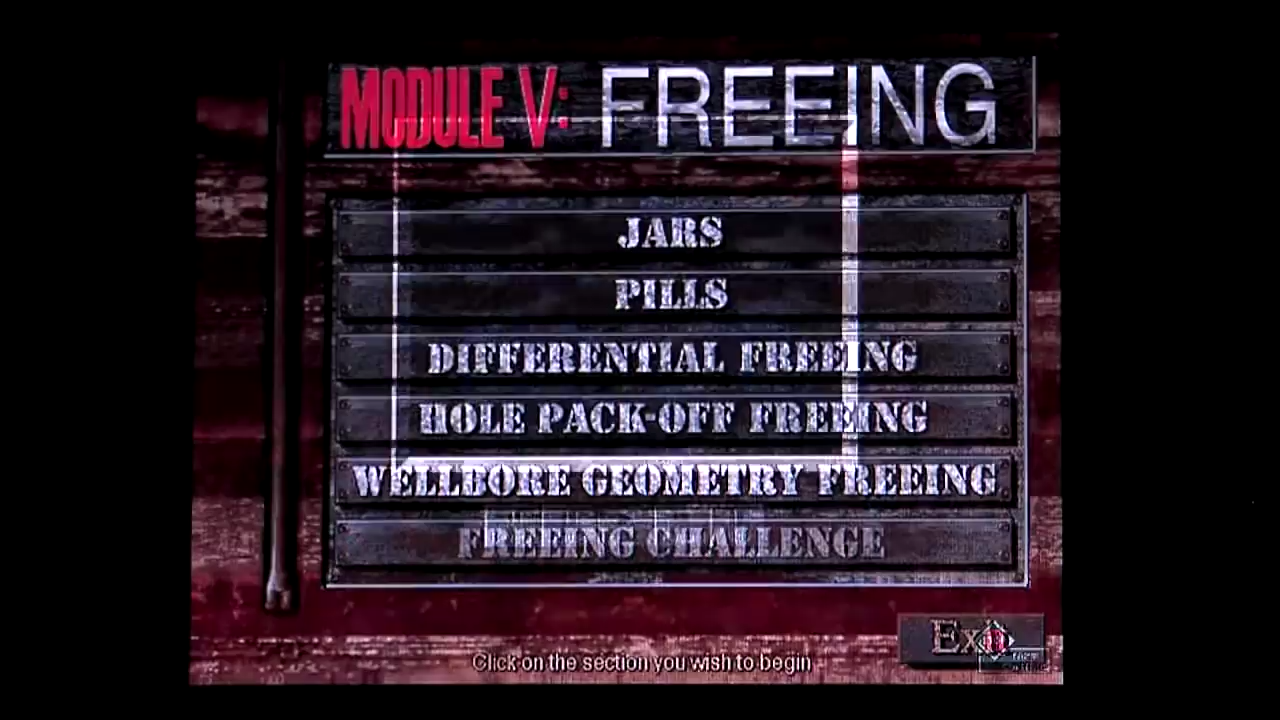 MODULE V: FREEING
JARS
PILLS
DIFFERENTIAL FREEING
HOLE PACK-OFF FREEING
WELLBORE GEOMETRY FREEING
FREEING CHALLENGE
Exit
Click on the section you wish to begin